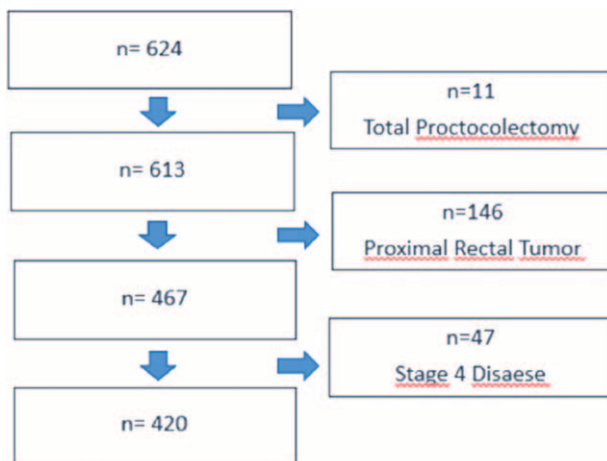 n= 624
n=11
Total Proctocolectomy
n= 613
n=146
Proximal Rectal Tumor
n= 467
n=47
Stage 4 Disaese
n= 420